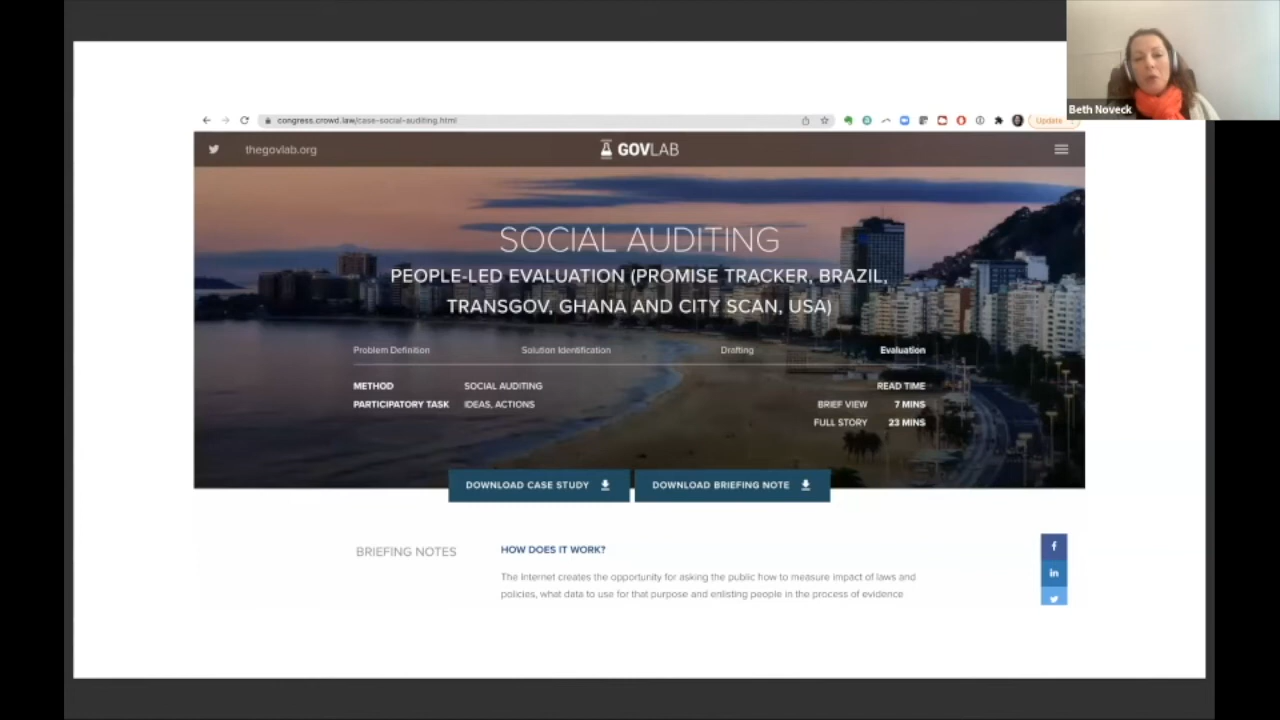 Beth Noveck
congress.crowd.law/case-social-auditing.html
Update
thegovlab.org
GOVLAB
SOCIAL AUDITING
PEOPLE-LED EVALUATION (PROMISE TRACKER, BRAZIL,
TRANSGOV, GHANA AND CITY SCAN, USA)
Problem Definition
Solution Identification
Drafting
Evaluation
METHOD SOCIAL AUDITING
READ TIME
PARTICIPATORY TASK IDEAS, ACTIONS
BRIEF VIEW 7 MINS
FULL STORY 23 MINS
DOWNLOAD CASE STUDY
DOWNLOAD BRIEFING NOTE
BRIEFING NOTES
HOW DOES IT WORK?
The Internet creates the opportunity for asking the public how to measure impact of laws and
policies, what data to use for that purpose and enlisting people in the process of evidence
f
in